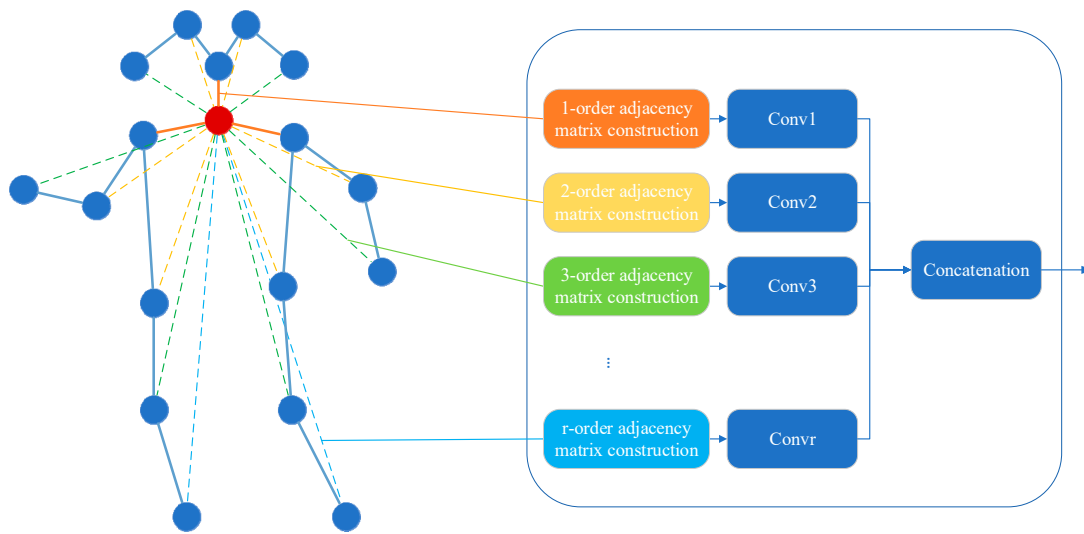 1-order adjacency
matrix construction
Conv1
2-order adjacency
matrix construction
Conv2
3-order adjacency
matrix construction
Conv3
Concatenation
...
r-order adjacency
matrix construction
Convr